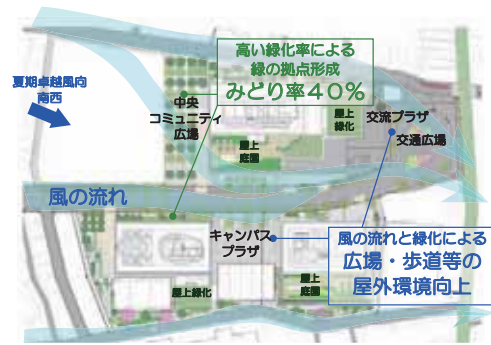 高い緑化率による
緑の拠点形成
みどり率40%
夏期卓越風向
南西
中央
コミュニティ
広場
屋上
緑化
交流プラザ
交通広場
屋上
庭園
風の流れ
キャンパス
プラザ
風の流れと緑化による
広場・歩道等の
屋外環境向上
屋上緑化
屋上
庭園